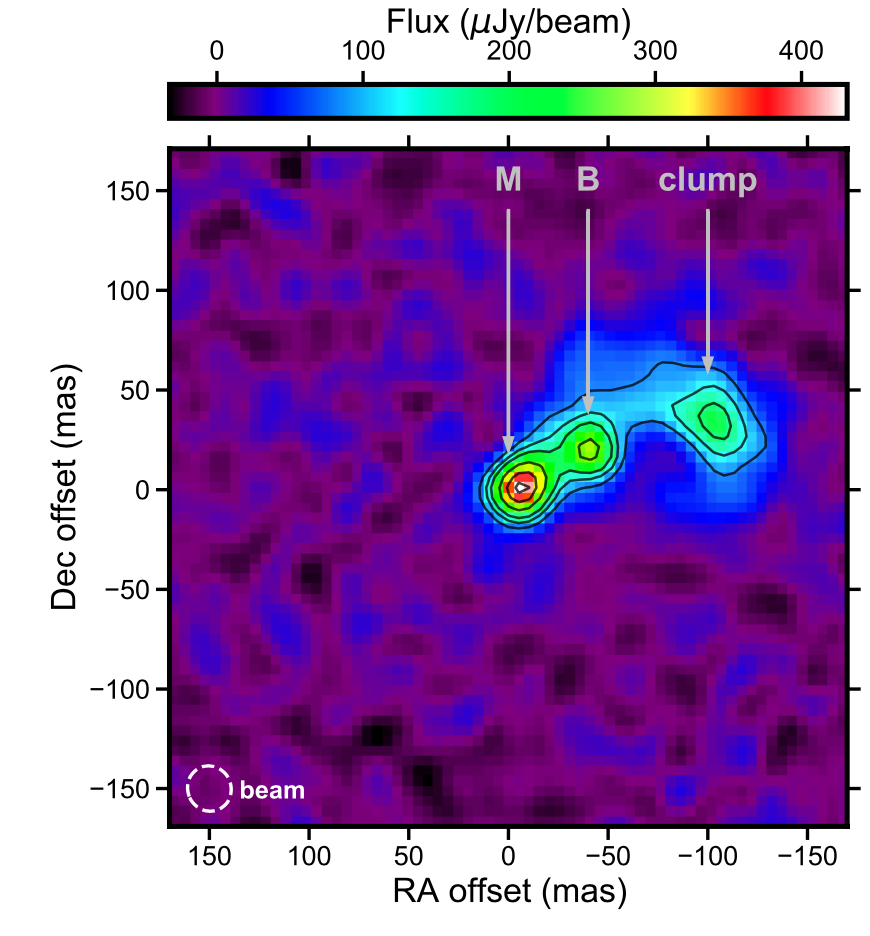 Flux (μJy/beam)
0 100 200 300 400
M B clump
150
100
50
0
−50
−100
−150
Dec offset (mas)
beam
150 100 50 0 −50 −100 −150
RA offset (mas)